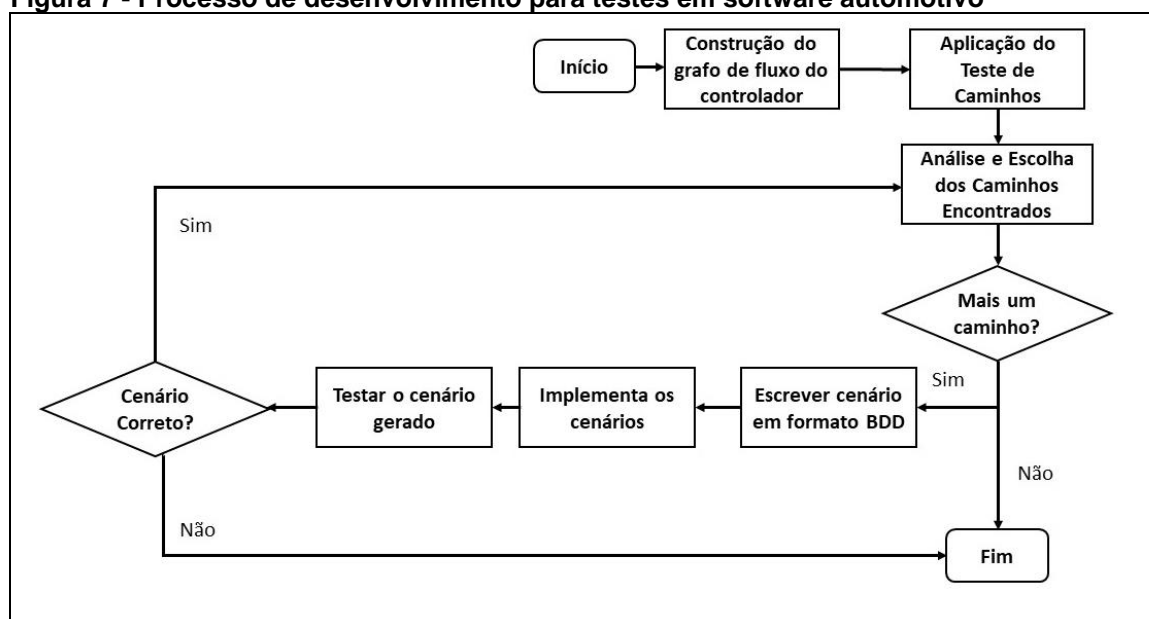 Figura 7 - Processo de desenvolvimento para testes em software automotivo
Início
Construção do
grafo de fluxo do
controlador
Aplicação do
Teste de
Caminhos
Análise e Escolha
dos Caminhos
Encontrados
Sim
Mais um
caminho?
Cenário
Correto?
Testar o cenário
gerado
Implementa os
cenários
Escrever cenário
em formato BDD
Sim
Não
Não
Fim